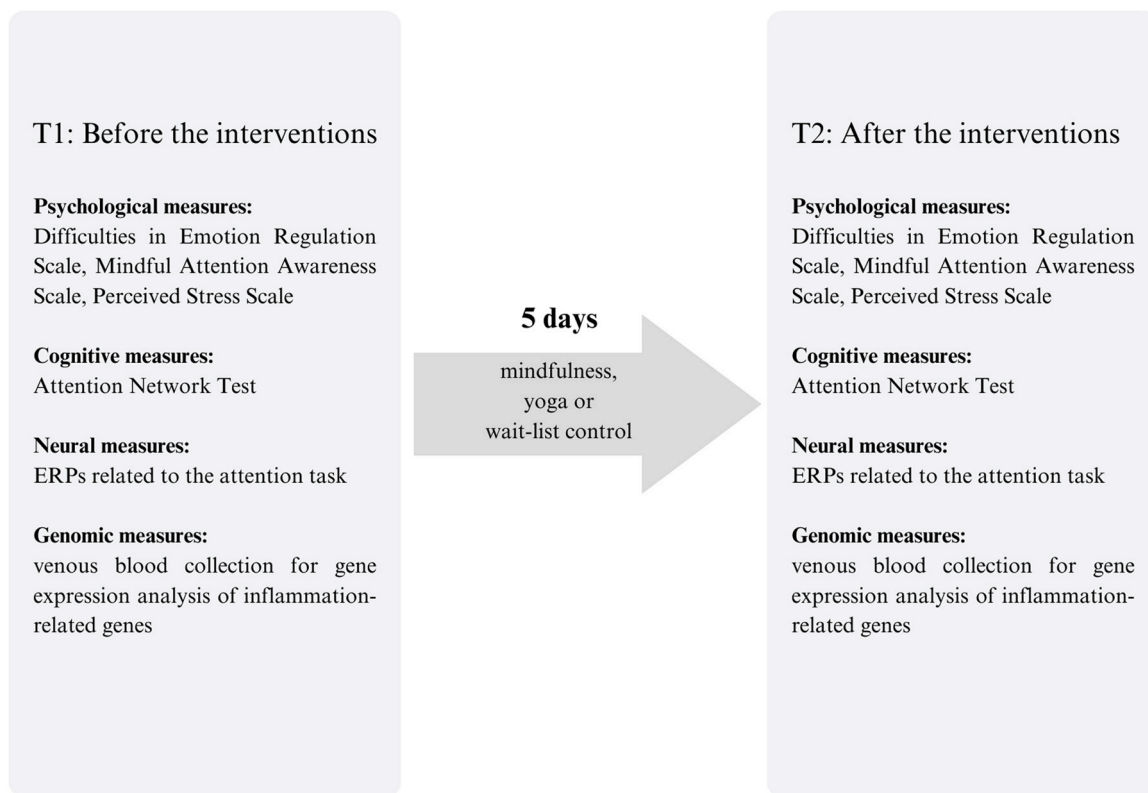 T1: Before the interventions
Psychological measures:
Difficulties in Emotion Regulation
Scale, Mindful Attention Awareness
Scale, Perceived Stress Scale
Cognitive measures:
Attention Network Test
Neural measures:
ERPs related to the attention task
Genomic measures:
venous blood collection for gene
expression analysis of inflammation-
related genes
5 days
mindfulness,
yoga or
wait-list control
T2: After the interventions
Psychological measures:
Difficulties in Emotion Regulation
Scale, Mindful Attention Awareness
Scale, Perceived Stress Scale
Cognitive measures:
Attention Network Test
Neural measures:
ERPs related to the attention task
Genomic measures:
venous blood collection for gene
expression analysis of inflammation-
related genes